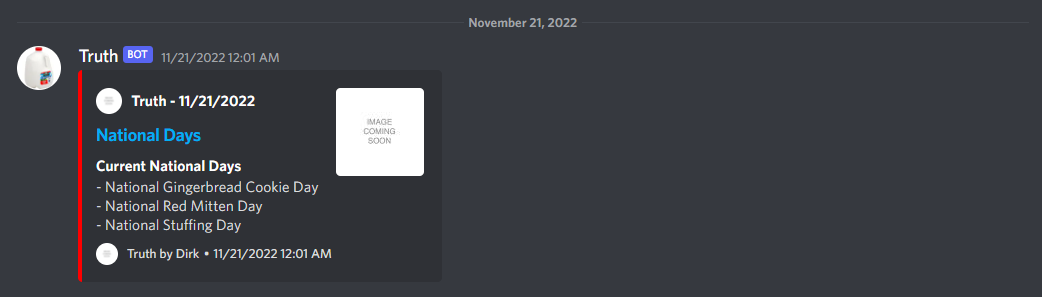 November 21, 2022
Truth BOT 11/21/2022 12:01 AM
Truth - 11/21/2022
IMAGE
COMING
SOON
National Days
Current National Days
- National Gingerbread Cookie Day
- National Red Mitten Day
- National Stuffing Day
Truth by Dirk • 11/21/2022 12:01 AM